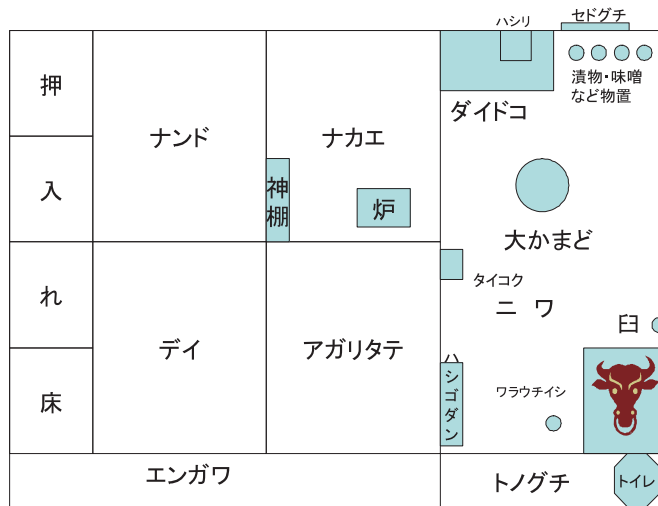 ハシリ
セドグチ
漬物・味噌
など物置
ダイドコ
押
入
れ
床
ナンド
ナカエ
神棚
炉
大かまど
タイコク
ニワ
臼
デイ
アガリタテ
ハシゴダン
ワラウチイシ
エンガワ
トノグチ
トイレ